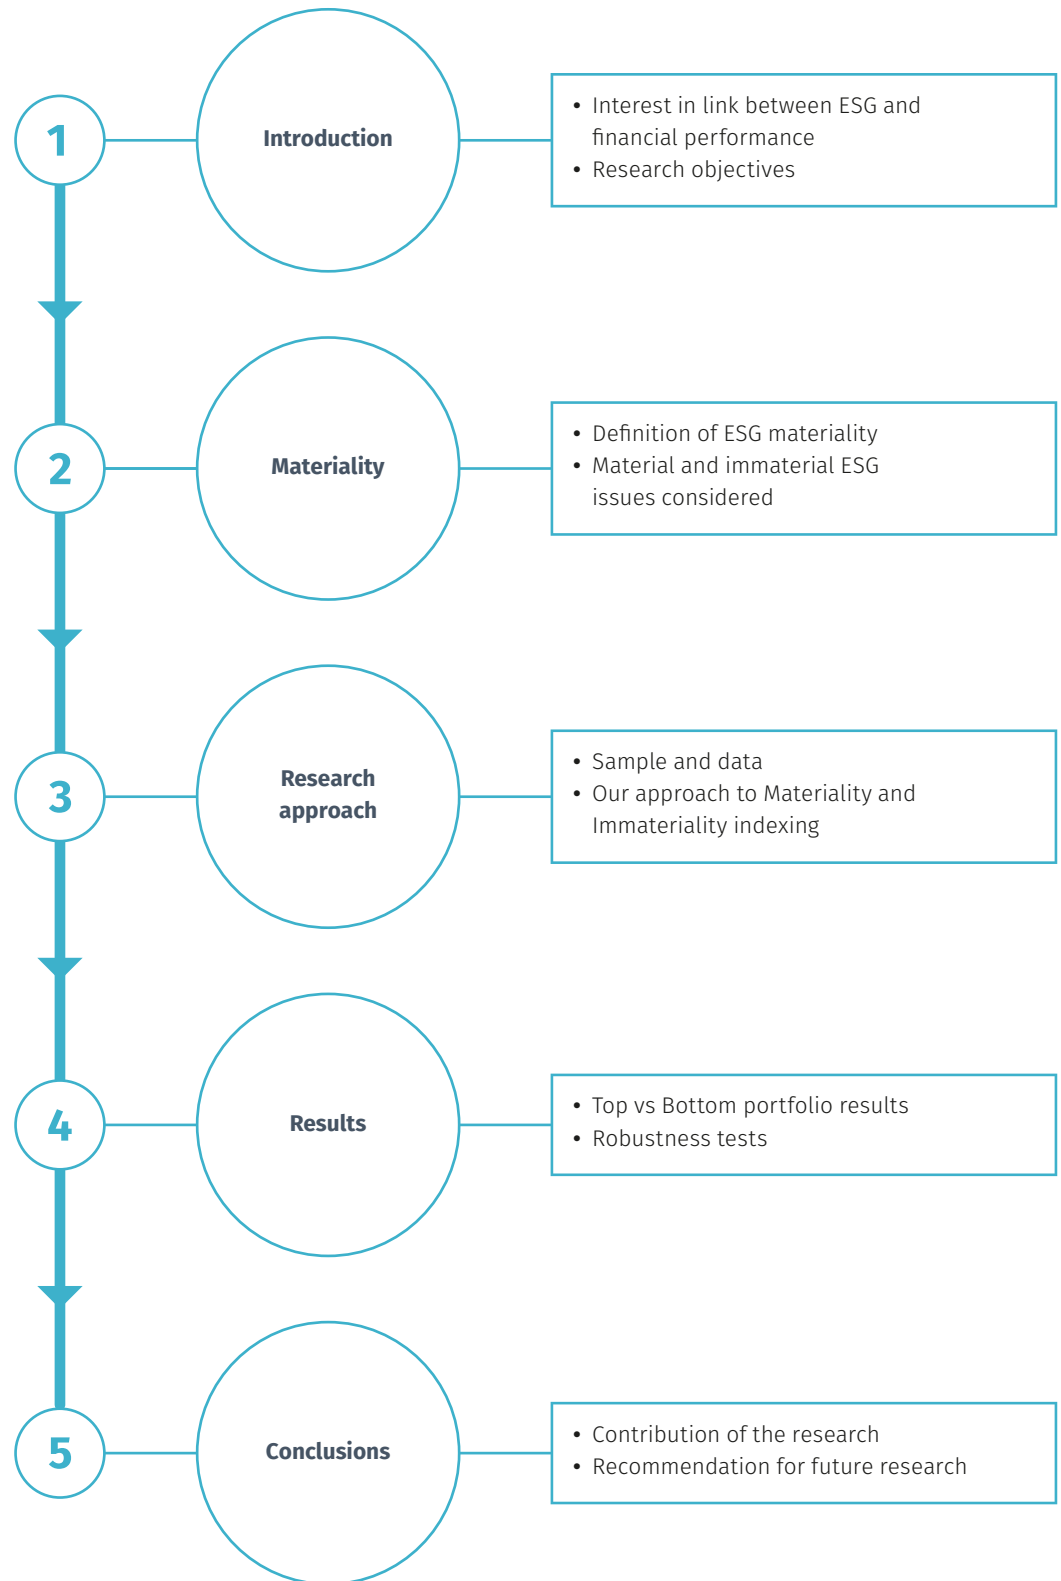 1
Introduction
• Interest in link between ESG and
financial performance
• Research objectives
2
Materiality
• Definition of ESG materiality
• Material and immaterial ESG
issues considered
3
Research
approach
• Sample and data
• Our approach to Materiality and
Immateriality indexing
4
Results
• Top vs Bottom portfolio results
• Robustness tests
5
Conclusions
• Contribution of the research
• Recommendation for future research